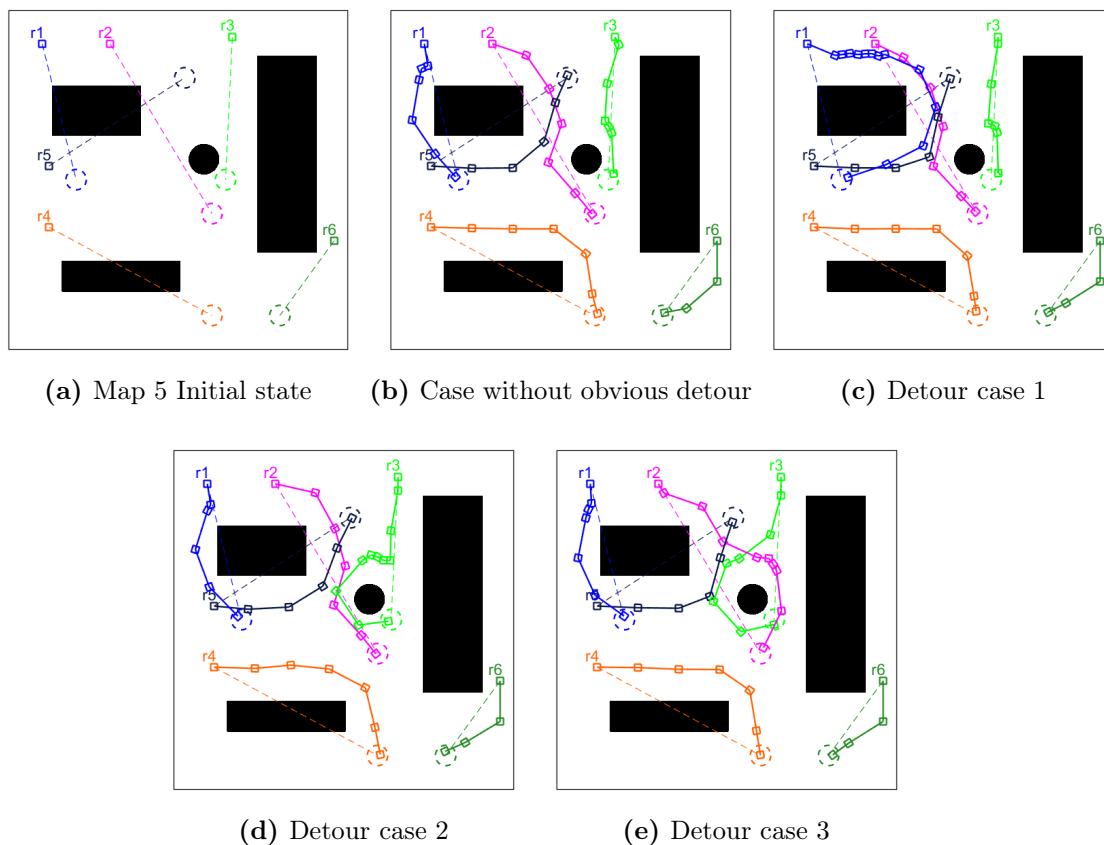 r1 r2 r3
r5
r4 r6
r1 r2 r3
r5
r4 r6
r1 r2 r3
r5
r4 r6
(a) Map 5 Initial state
(b) Case without obvious detour
(c) Detour case 1
r1 r2 r3
r5
r4 r6
r1 r2 r3
r4 r6
(d) Detour case 2
(e) Detour case 3